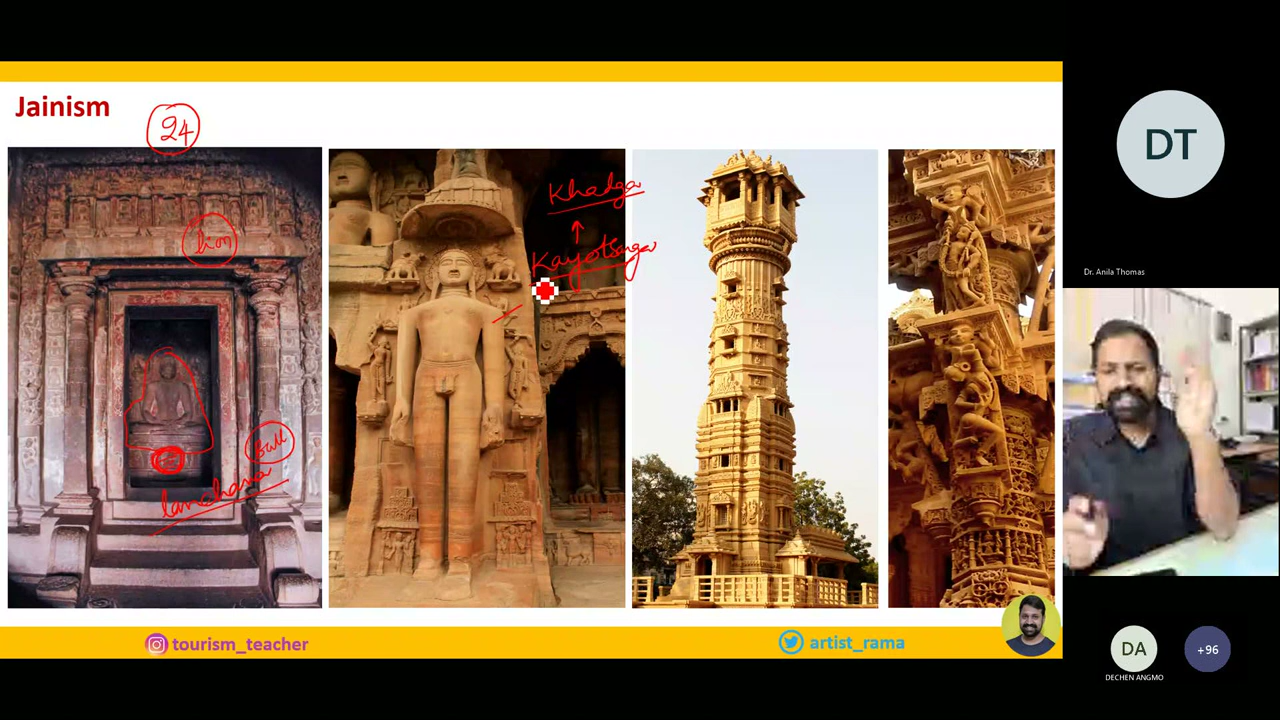 Jainism
24
lion
Khadga
Kayotsarga
Bull
lanchana
tourism_teacher
artist_rama
DT
Dr. Anila Thomas
DA
+96
DECHEN ANGMO